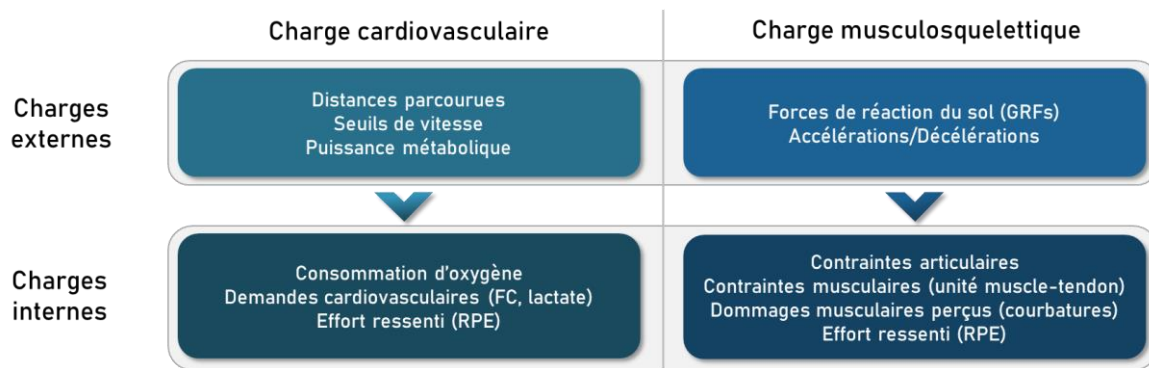 Charge cardiovasculaire
Charge musculosquelettique
Charges
externes
Distances parcourues
Seuils de vitesse
Puissance métabolique
Forces de réaction du sol (GRFs)
Accélérations/Décélérations
Charges
internes
Consommation d'oxygène
Demandes cardiovasculaires (FC, lactate)
Effort ressenti (RPE)
Contraintes articulaires
Contraintes musculaires (unité muscle-tendon)
Dommages musculaires perçus (courbatures)
Effort ressenti (RPE)